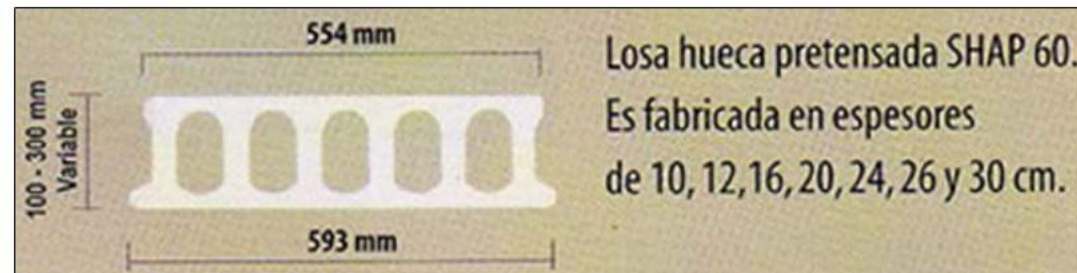 554 mm
100 - 300 mm
Variable
593 mm
Losa hueca pretensada SHAP 60.
Es fabricada en espesores
de 10, 12,16, 20, 24, 26 y 30 cm.